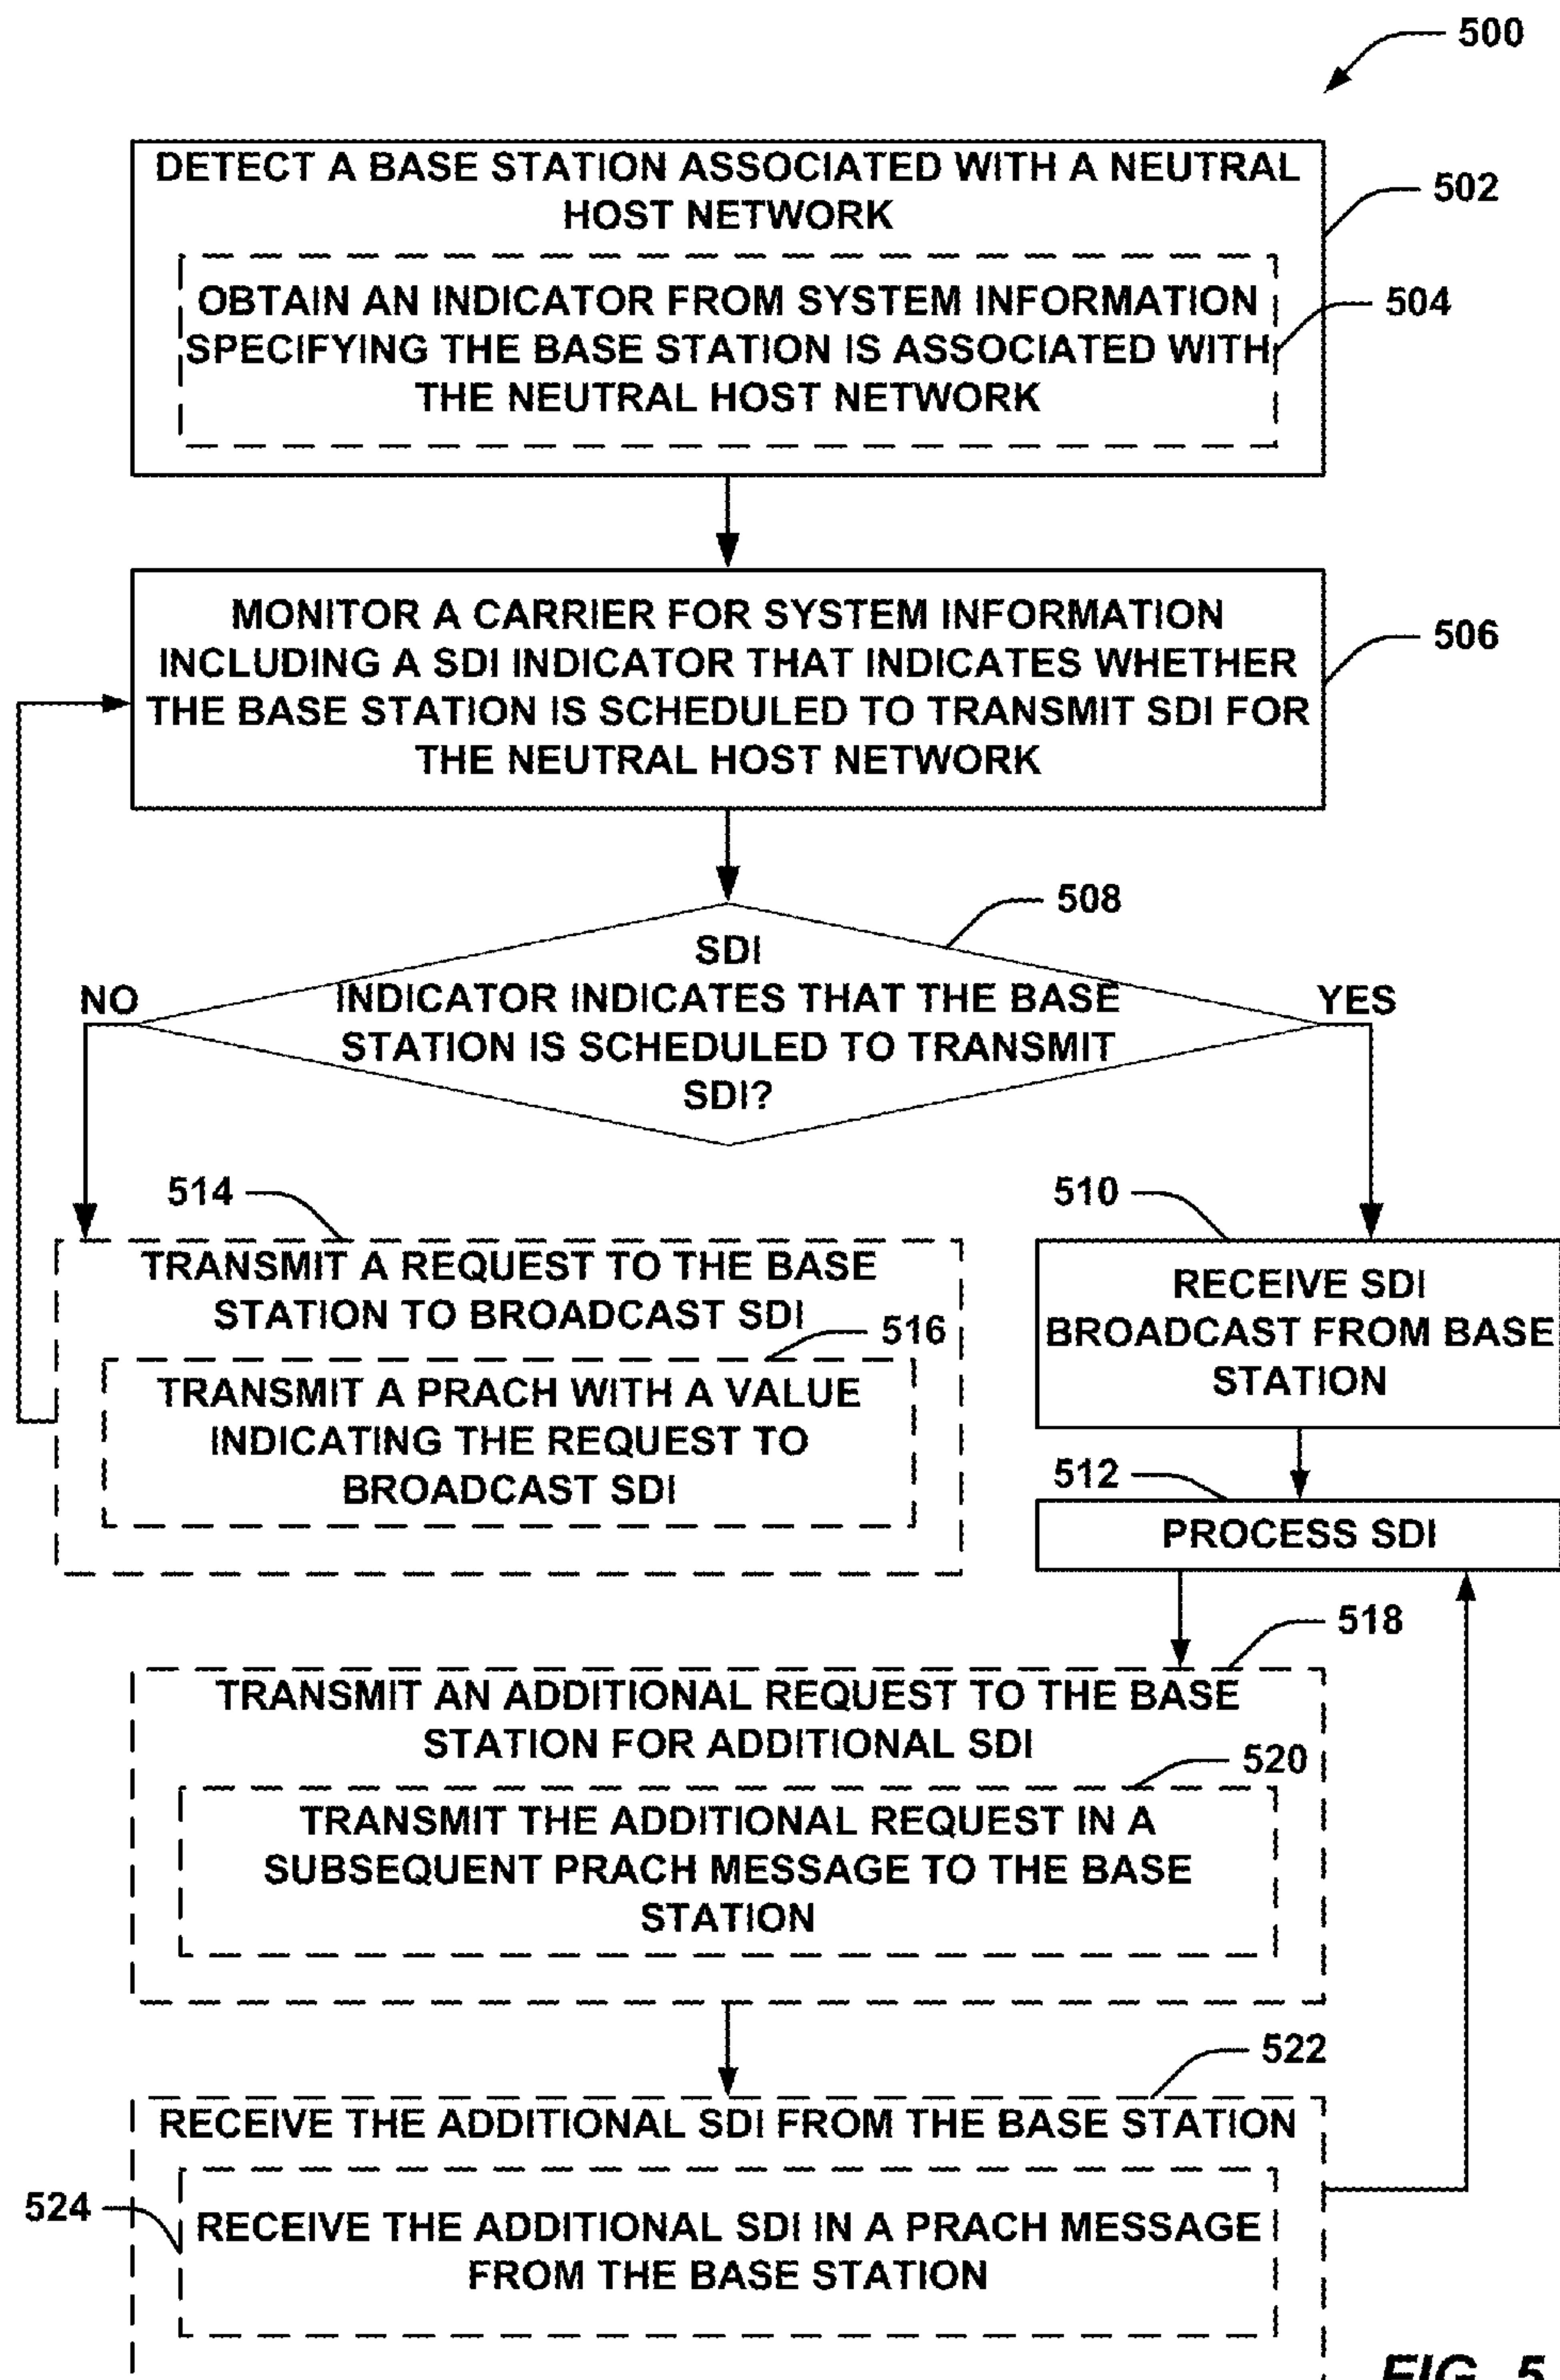 500
DETECT A BASE STATION ASSOCIATED WITH A NEUTRAL
HOST NETWORK
502
OBTAIN AN INDICATOR FROM SYSTEM INFORMATION
SPECIFYING THE BASE STATION IS ASSOCIATED WITH
THE NEUTRAL HOST NETWORK
504
MONITOR A CARRIER FOR SYSTEM INFORMATION
INCLUDING A SDI INDICATOR THAT INDICATES WHETHER
THE BASE STATION IS SCHEDULED TO TRANSMIT SDI FOR
THE NEUTRAL HOST NETWORK
506
508
SDI
INDICATOR INDICATES THAT THE BASE
STATION IS SCHEDULED TO TRANSMIT
SDI?
NO
YES
514
TRANSMIT A REQUEST TO THE BASE
STATION TO BROADCAST SDI
516
TRANSMIT A PRACH WITH A VALUE
INDICATING THE REQUEST TO
BROADCAST SDI
510
RECEIVE SDI
BROADCAST FROM BASE
STATION
512
PROCESS SDI
518
TRANSMIT AN ADDITIONAL REQUEST TO THE BASE
STATION FOR ADDITIONAL SDI
520
TRANSMIT THE ADDITIONAL REQUEST IN A
SUBSEQUENT PRACH MESSAGE TO THE BASE
STATION
522
RECEIVE THE ADDITIONAL SDI FROM THE BASE STATION
524
RECEIVE THE ADDITIONAL SDI IN A PRACH MESSAGE
FROM THE BASE STATION
FIG. 5